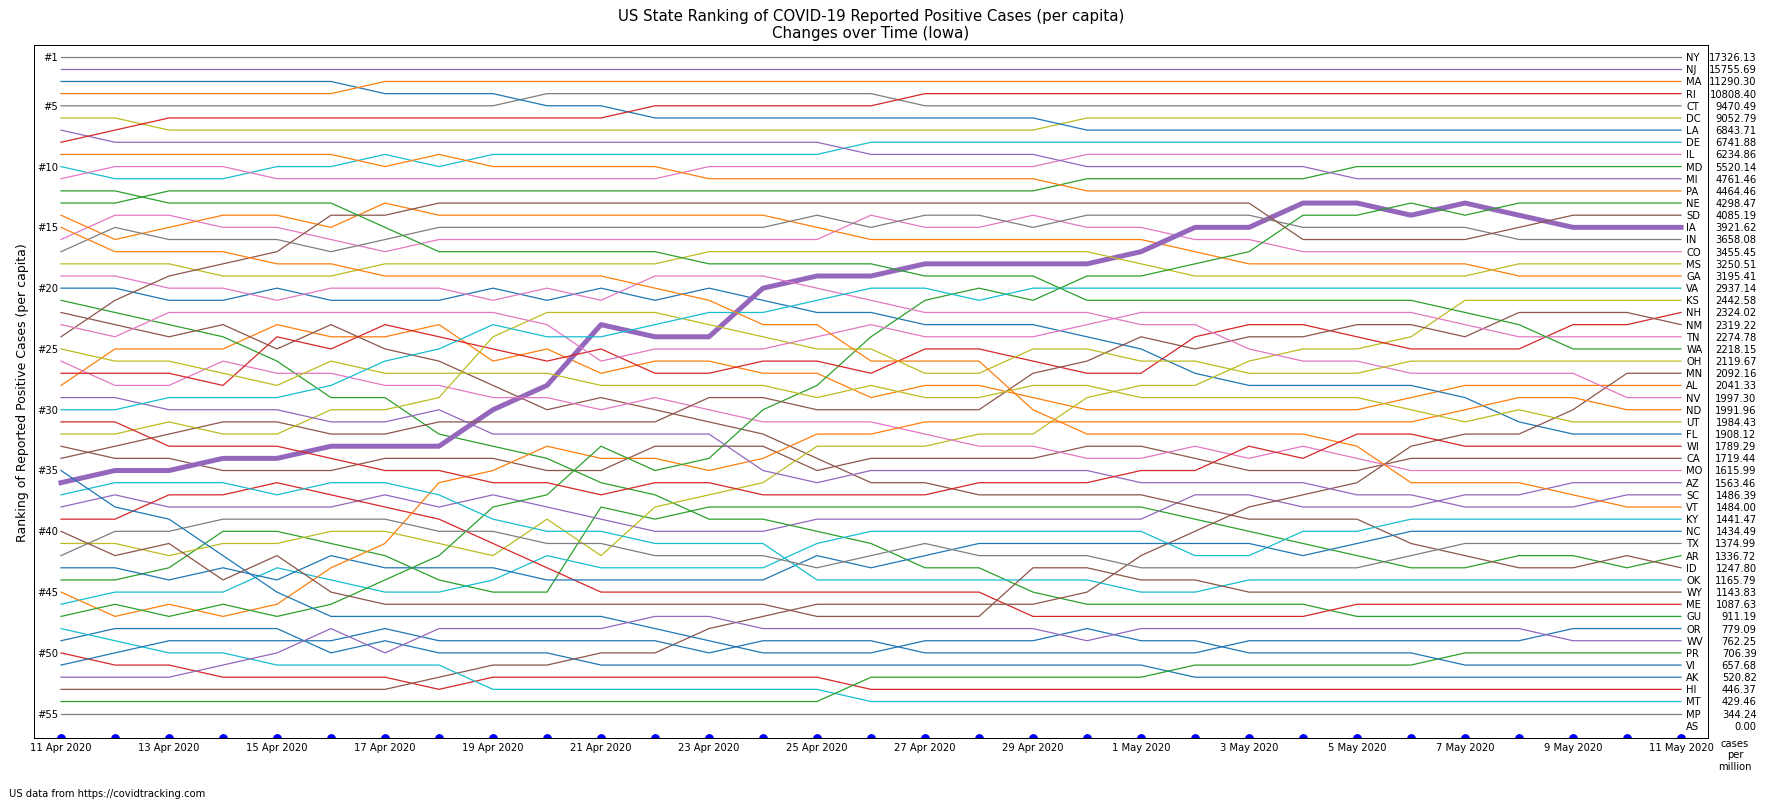 US State Ranking of COVID-19 Reported Positive Cases (per capita)
Changes over Time (Iowa)
Ranking of Reported Positive Cases (per capita)
#1
#5
#10
#15
#20
#25
#30
#35
#40
#45
#50
#55
NY 17326.13
NJ 15755.69
MA 11290.30
RI 10808.40
CT 9470.49
DC 9052.79
LA 6843.71
DE 6741.88
IL 6234.86
MD 5520.14
MI 4761.46
PA 4464.46
NE 4298.47
SD 4085.19
IA 3921.62
IN 3658.08
CO 3455.45
MS 3250.51
GA 3195.41
VA 2937.14
KS 2442.58
NH 2324.02
NM 2319.22
TN 2274.78
WA 2218.15
OH 2119.67
MN 2092.16
AL 2041.33
NV 1997.30
ND 1991.96
UT 1984.43
FL 1908.12
WI 1789.29
CA 1719.44
MO 1615.99
AZ 1563.46
SC 1486.39
VT 1484.00
KY 1441.47
NC 1434.49
TX 1374.99
AR 1336.72
ID 1247.80
OK 1165.79
WY 1143.83
ME 1087.63
GU 911.19
OR 779.09
WV 762.25
PR 706.39
VI 657.68
AK 520.82
HI 446.37
MT 429.46
MP 344.24
AS 0.00
11 Apr 2020 13 Apr 2020 15 Apr 2020 17 Apr 2020 19 Apr 2020 21 Apr 2020 23 Apr 2020 25 Apr 2020 27 Apr 2020 29 Apr 2020 1 May 2020 3 May 2020 5 May 2020 7 May 2020 9 May 2020 11 May 2020
cases
per
million
US data from https://covidtracking.com